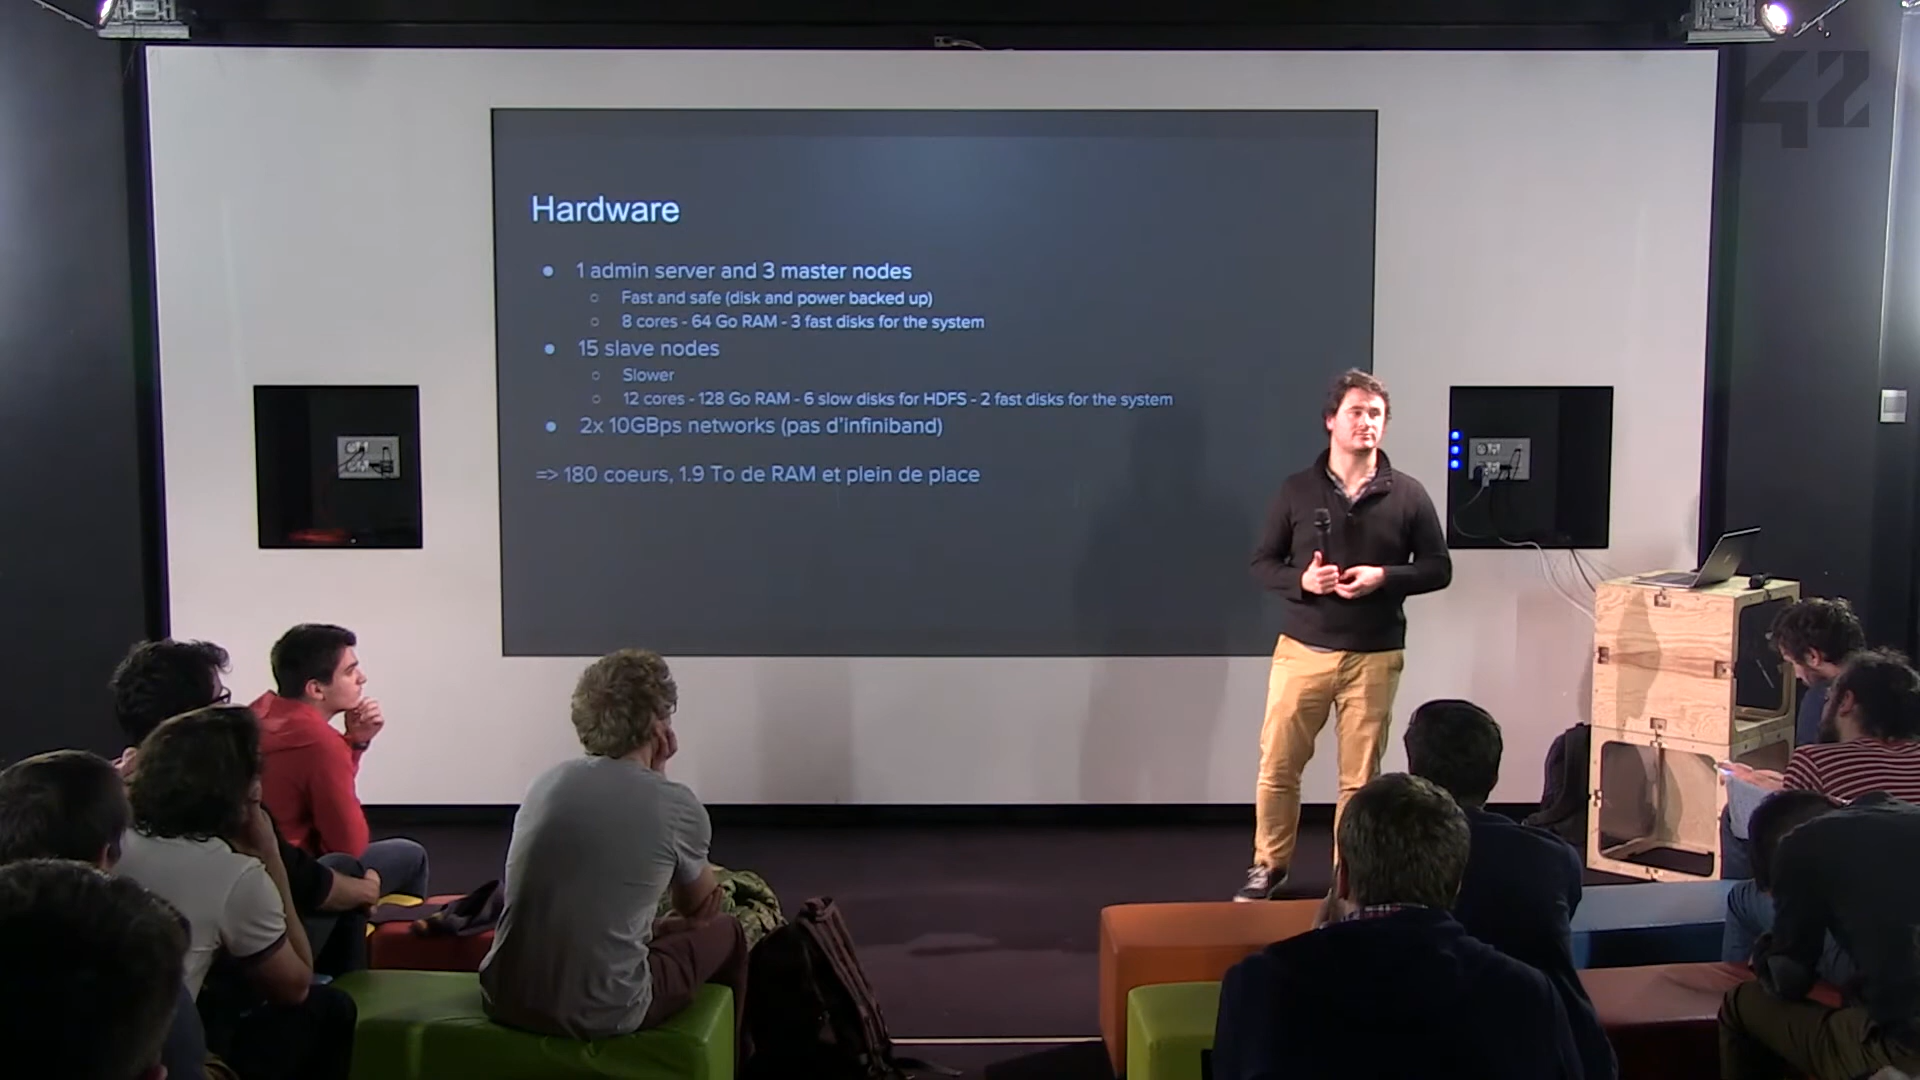 42
Hardware
● 1 admin server and 3 master nodes
○ Fast and safe (disk and power backed up)
○ 8 cores - 64 Go RAM - 3 fast disks for the system
● 15 slave nodes
○ Slower
○ 12 cores - 128 Go RAM - 6 slow disks for HDFS - 2 fast disks for the system
● 2x 10GBps networks (pas d'infiniband)
=> 180 coeurs, 1.9 To de RAM et plein de place